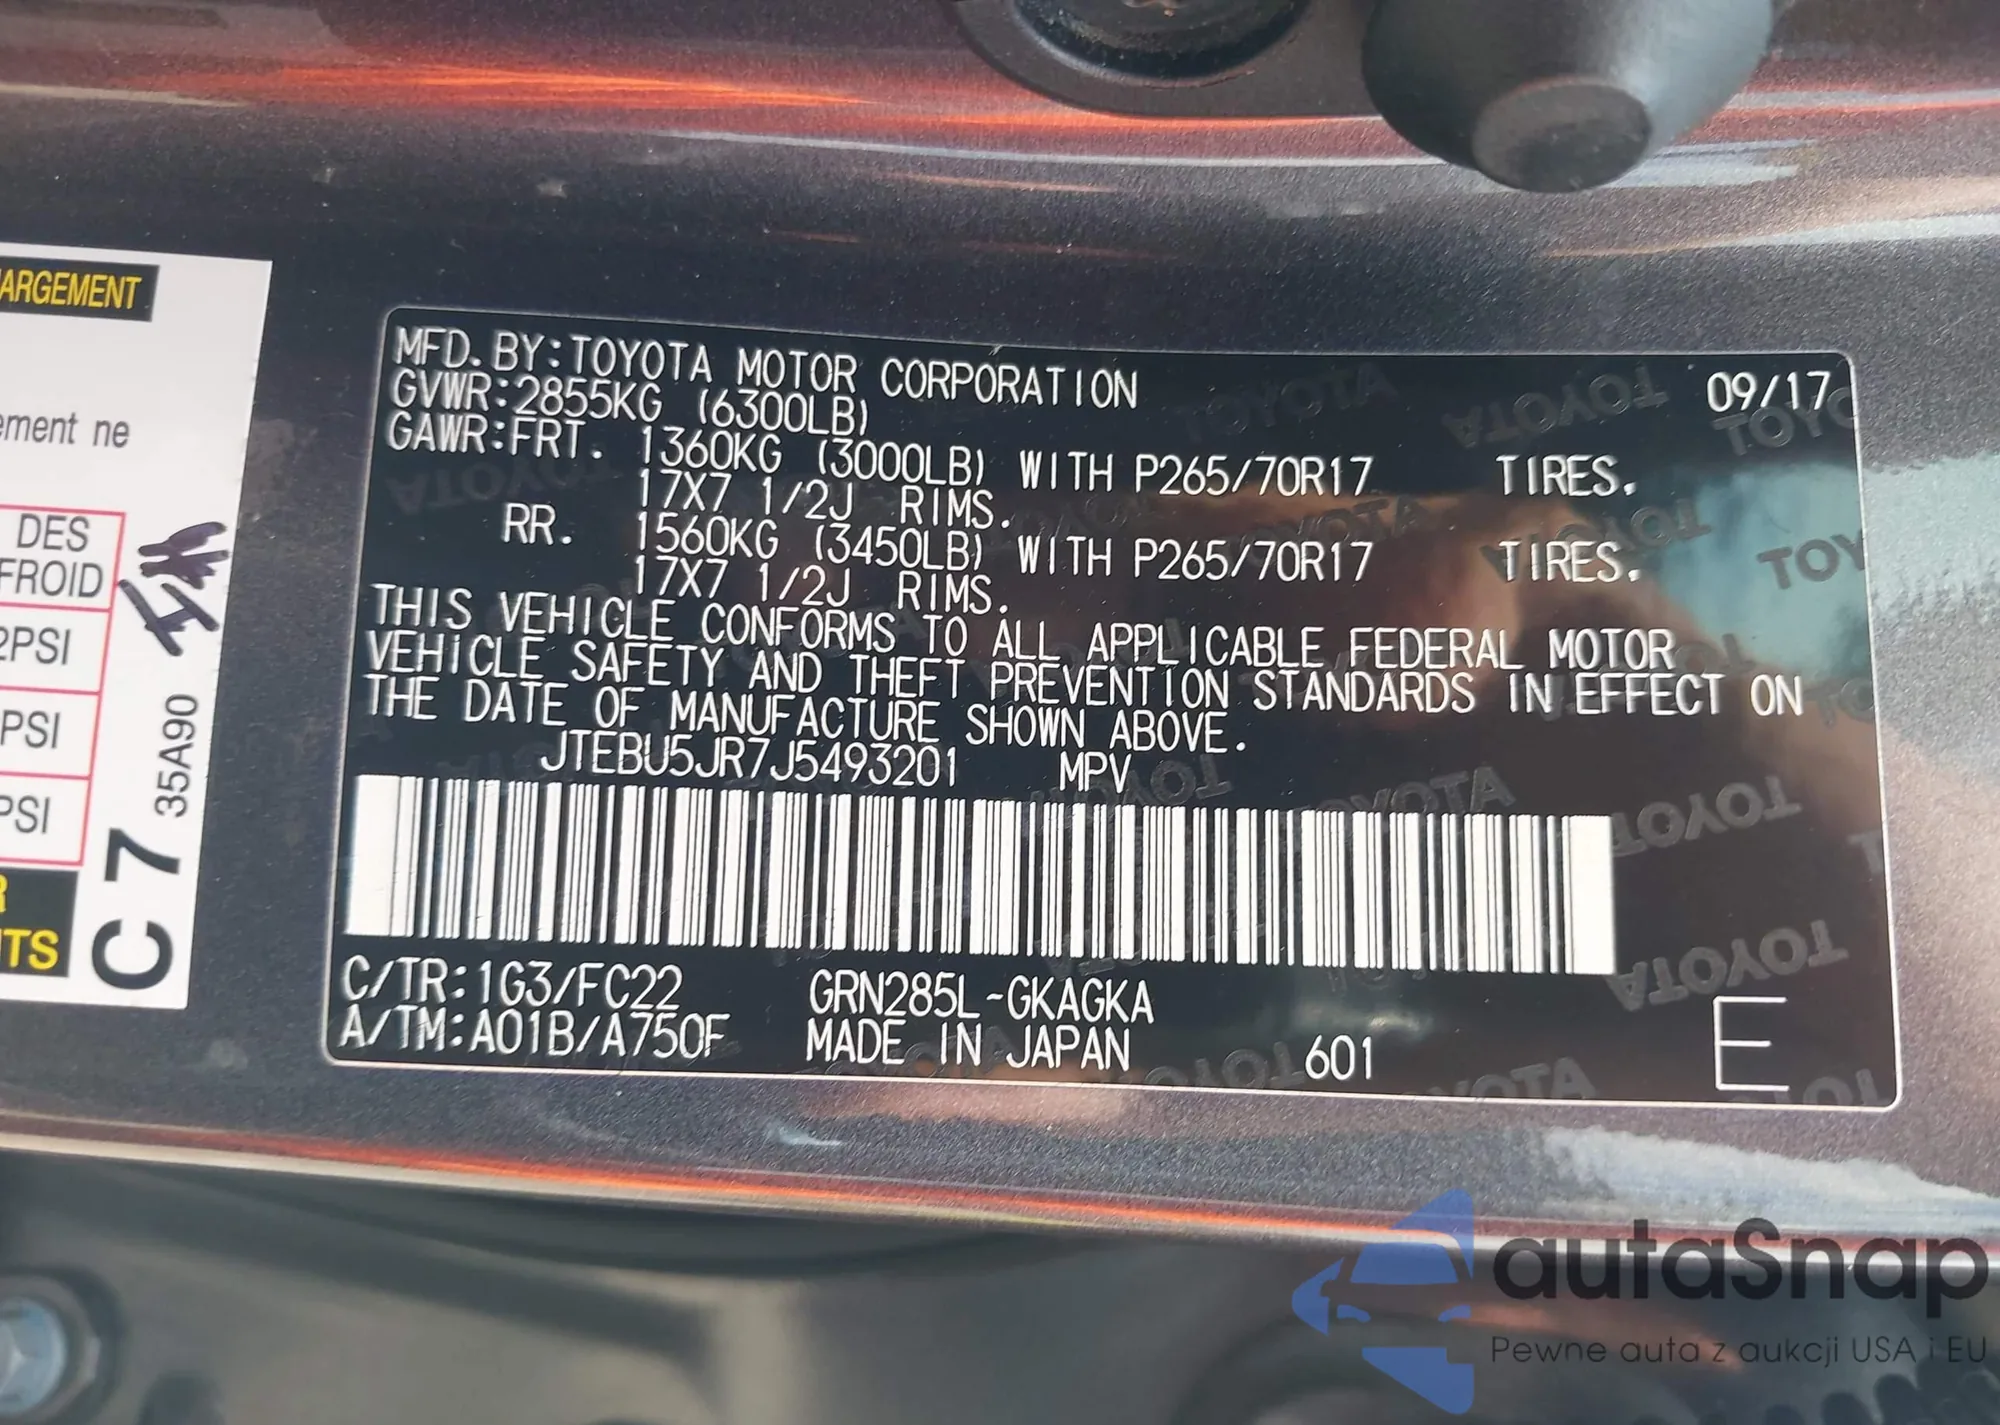 ARGEMENT
ement ne
DES
FROID
2PSI
PSI
PSI
R
ITS
C 7 35A90
MFD.BY:TOYOTA MOTOR CORPORATION 09/17
GVWR:2855KG (6300LB)
GAWR:FRT. 1360KG (3000LB) WITH P265/70R17 TIRES.
17X7 1/2J RIMS.
RR. 1560KG (3450LB) WITH P265/70R17 TIRES.
17X7 1/2J RIMS.
THIS VEHICLE CONFORMS TO ALL APPLICABLE FEDERAL MOTOR
VEHICLE SAFETY AND THEFT PREVENTION STANDARDS IN EFFECT ON
THE DATE OF MANUFACTURE SHOWN ABOVE.
JTEBU5JR7J5493201 MPV
C/TR:1G3/FC22 GRN285L-GKAGKA
A/TM:A01B/A750F MADE IN JAPAN 601 E
autaSnap
Pewne auta z aukcji USA i EU